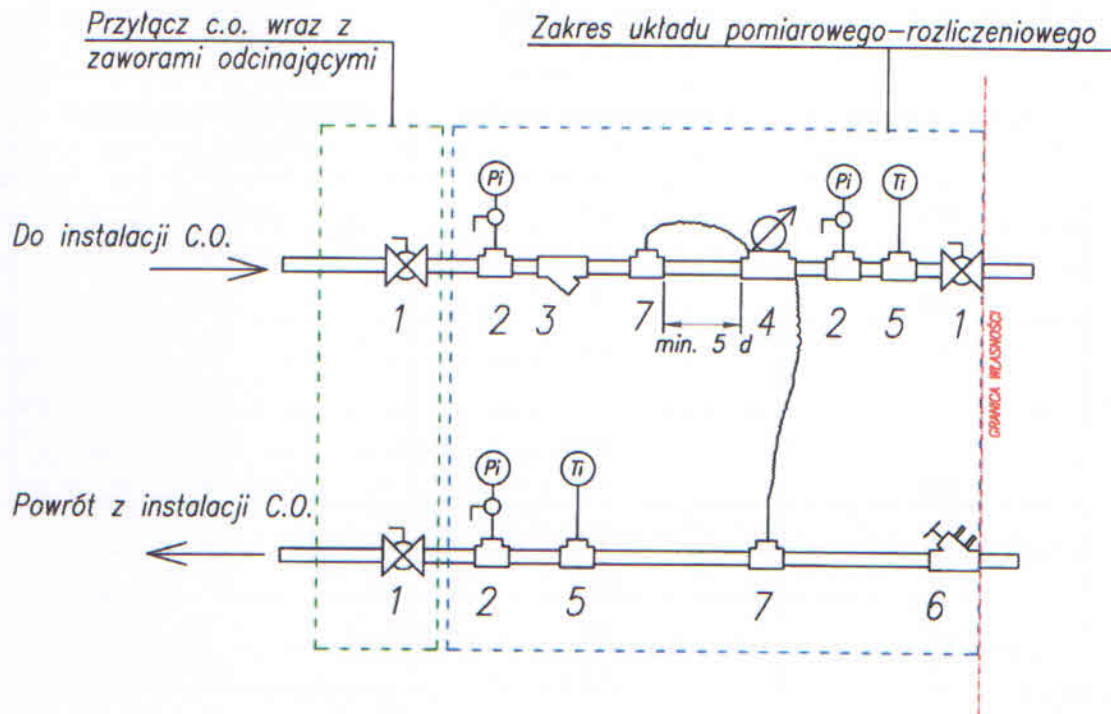 Przyłącz c.o. wraz z
zaworami odcinającymi
Zakres układu pomiarowego-rozliczeniowego
Pi
Pi
Ti
Do instalacji C.O.
1
2
3
7
4
2
5
1
min. 5 d
GRANICA WŁASNOŚCI
Pi
Ti
Powrót z instalacji C.O.
1
2
5
7
6